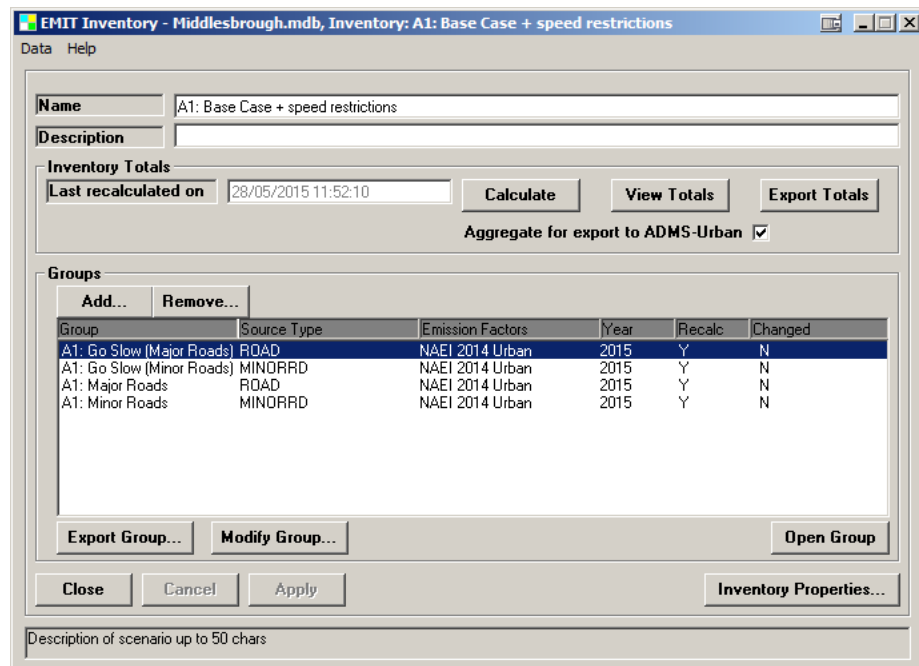 EMIT Inventory - Middlesbrough.mdb, Inventory: A1: Base Case + speed restrictions
Data Help
Name A1: Base Case + speed restrictions
Description
Inventory Totals
Last recalculated on 28/05/2015 11:52:10 Calculate View Totals Export Totals
Aggregate for export to ADMS-Urban
Groups
Add... Remove...
Group Source Type Emission Factors Year Recalc Changed
A1: Go Slow (Major Roads) ROAD NAEI 2014 Urban 2015 Y N
A1: Go Slow (Minor Roads) MINORRD NAEI 2014 Urban 2015 Y N
A1: Major Roads ROAD NAEI 2014 Urban 2015 Y N
A1: Minor Roads MINORRD NAEI 2014 Urban 2015 Y N
Export Group... Modify Group... Open Group
Close Cancel Apply Inventory Properties...
Description of scenario up to 50 chars